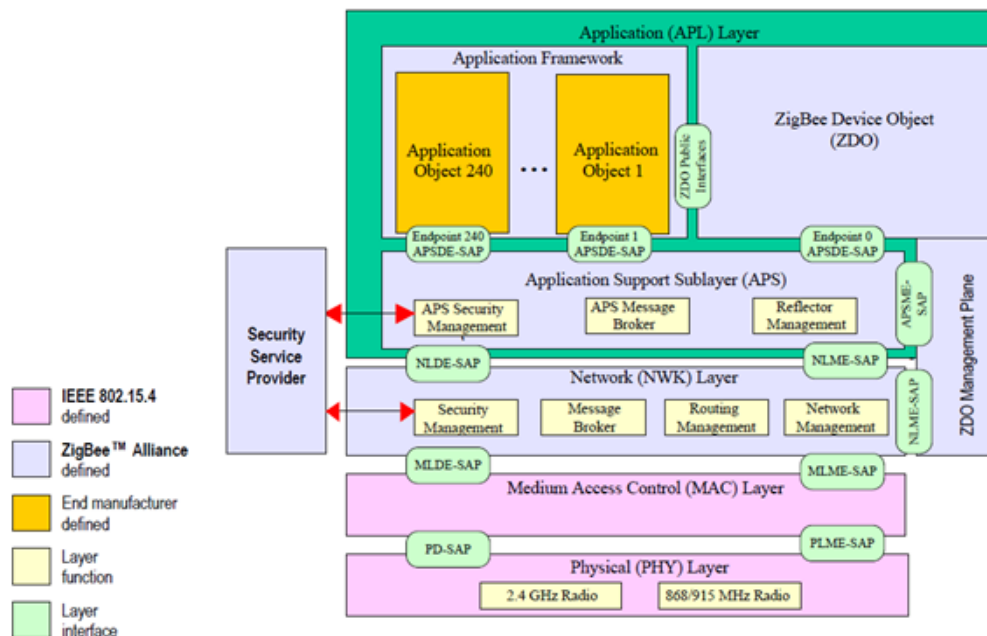 Application (APL) Layer
Application Framework
Application
Object 240
...
Application
Object 1
ZDO Public
Interfaces
ZigBee Device Object
(ZDO)
Endpoint 240
APSDE-SAP
Endpoint 1
APSDE-SAP
Endpoint 0
APSDE-SAP
Application Support Sublayer (APS)
APS Security
Management
APS Message
Broker
Reflector
Management
APSME-
SAP
Security
Service
Provider
NLDE-SAP
NLME-SAP
Network (NWK) Layer
Security
Management
Message
Broker
Routing
Management
Network
Management
NLME-SAP
ZDO Management Plane
MLDE-SAP
MLME-SAP
Medium Access Control (MAC) Layer
PD-SAP
PLME-SAP
Physical (PHY) Layer
2.4 GHz Radio
868/915 MHz Radio
IEEE 802.15.4
defined
ZigBee™ Alliance
defined
End manufacturer
defined
Layer
function
Layer
interface